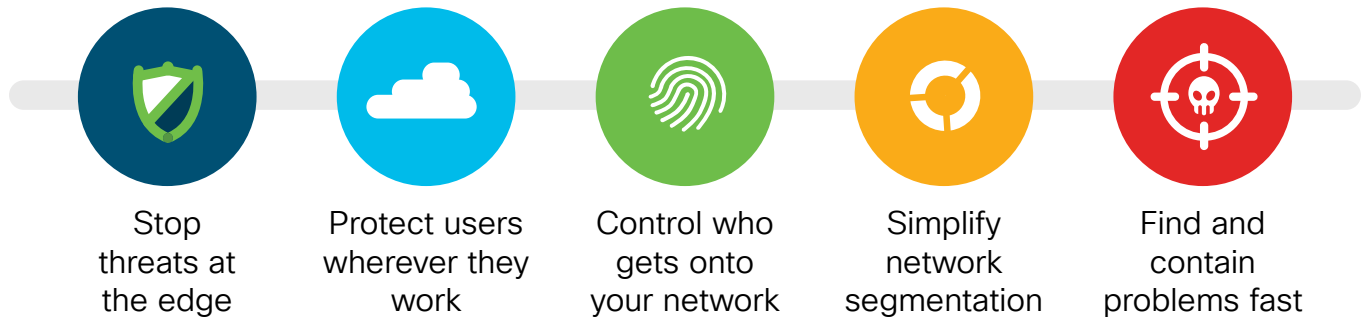 Stop
threats at
the edge
Protect users
wherever they
work
Control who
gets onto
your network
Simplify
network
segmentation
Find and
contain
problems fast